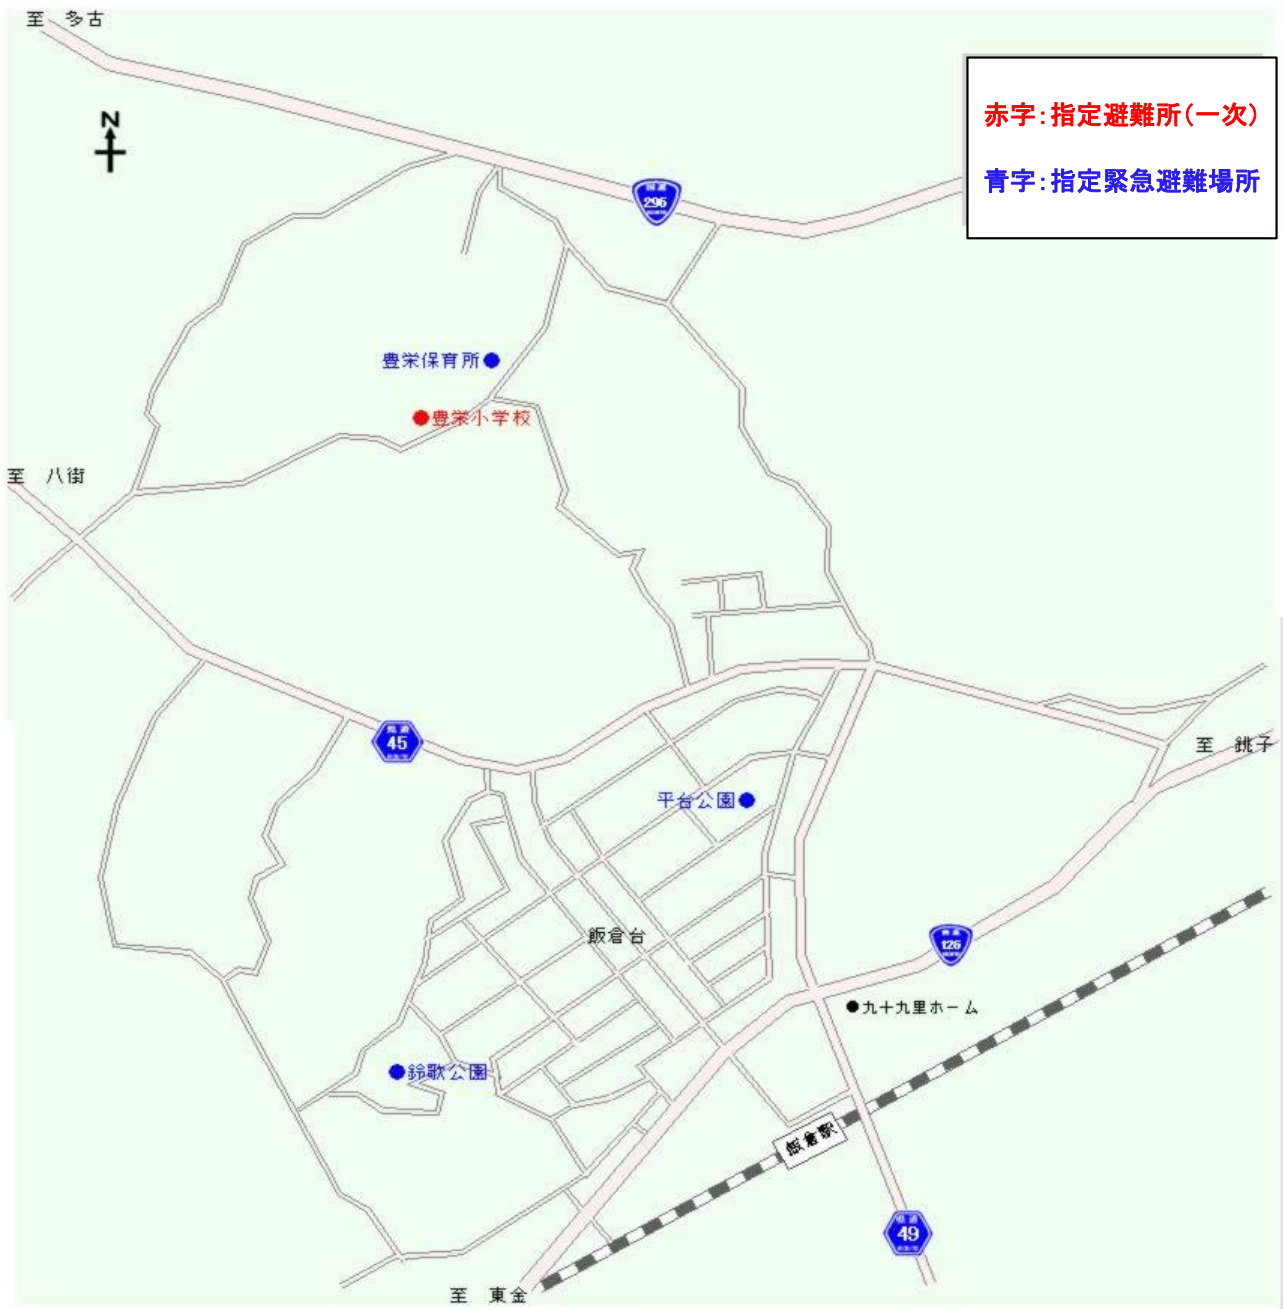 至 多古
N
赤字:指定避難所(一次)
青字:指定緊急避難場所
296
豊栄保育所
豊栄小学校
至 八街
45
至 銚子
平台公園
飯倉台
126
九十九里ホーム
鈴歌公園
飯倉駅
49
至 東金